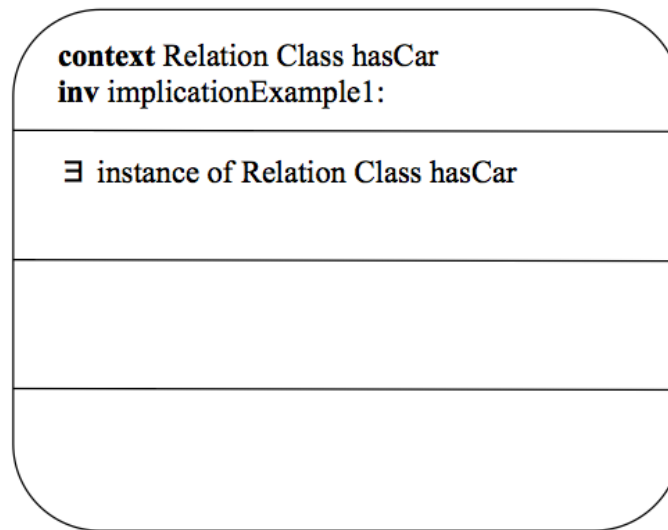 context Relation Class hasCar
inv implicationExample1:
∃ instance of Relation Class hasCar